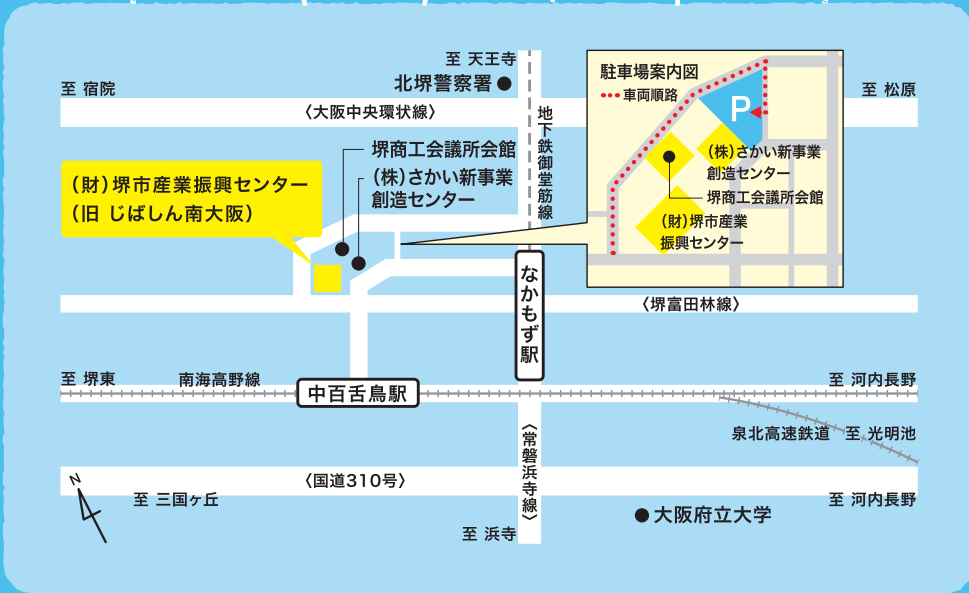 至 天王寺
北堺警察署
至 宿院
〈大阪中央環状線〉
至 松原
地下鉄御堂筋線
駐車場案内図
車両順路
P
(株)さかい新事業
創造センター
堺商工会議所会館
(財)堺市産業
振興センター
堺商工会議所会館
(株)さかい新事業
創造センター
(財)堺市産業振興センター
(旧 じばしん南大阪)
なかもず駅
〈堺富田林線〉
至 堺東
南海高野線
中百舌鳥駅
至 河内長野
泉北高速鉄道 至 光明池
〈常磐浜寺線〉
〈国道310号〉
N
至 三国ヶ丘
至 河内長野
大阪府立大学
至 浜寺